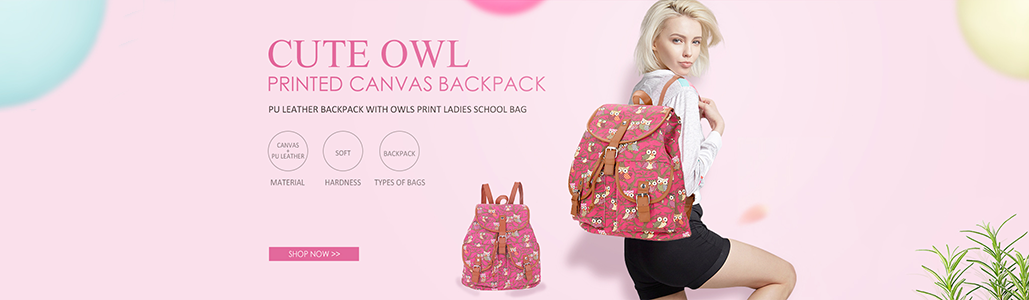 CUTE OWL
PRINTED CANVAS BACKPACK
PU LEATHER BACKPACK WITH OWLS PRINT LADIES SCHOOL BAG
CANVAS
&
PU LEATHER
SOFT
BACKPACK
MATERIAL
HARDNESS
TYPES OF BAGS
SHOP NOW >>